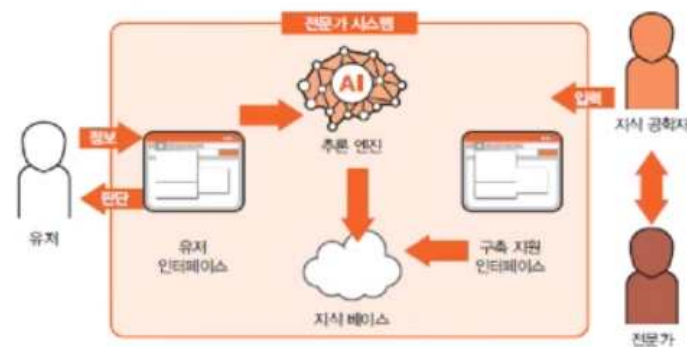 전문가 시스템
AI
추론 엔진
입력
지식 공학자
정보
판단
유저
유저
인터페이스
구축 지원
인터페이스
지식 베이스
전문가